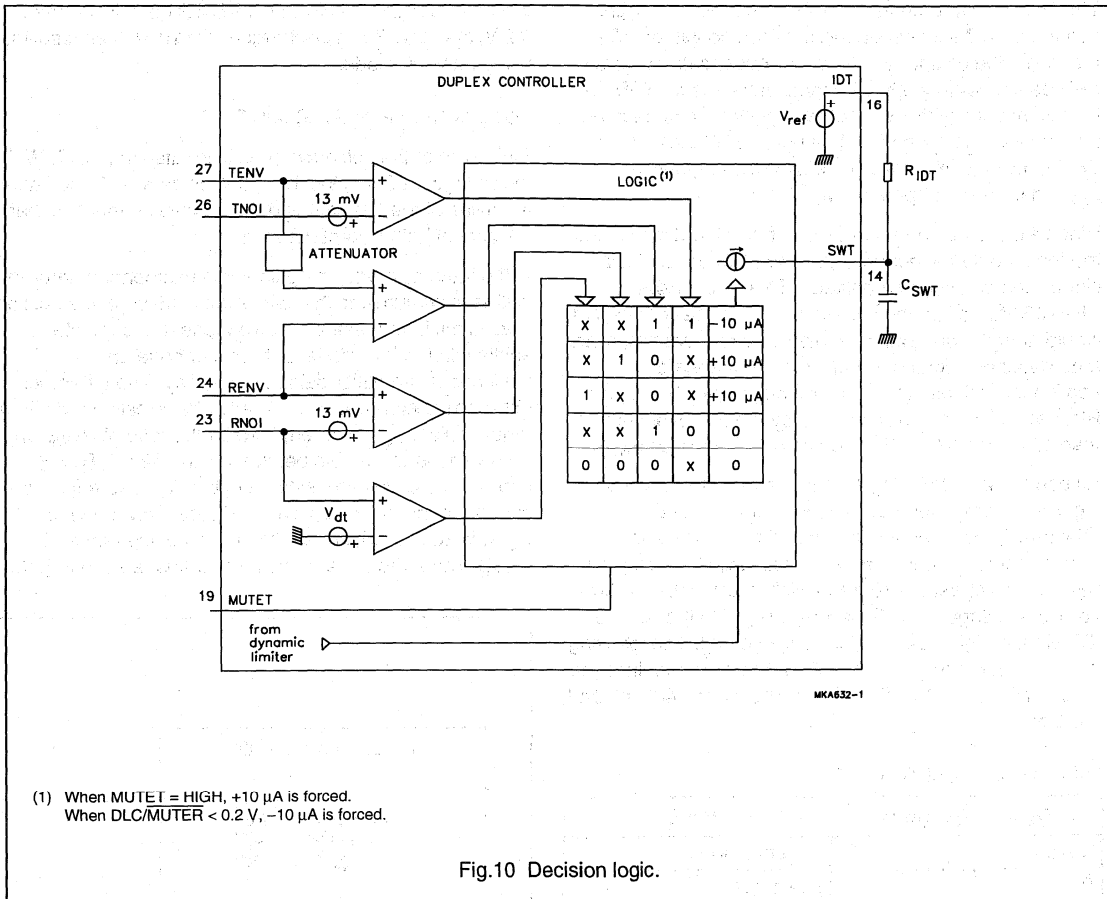 DUPLEX CONTROLLER
IDT
16
V_ref
+
R_IDT
27 TENV
26 TNOI
13 mV
+
+
−
ATTENUATOR
LOGIC(1)
SWT
14
C_SWT
+
−
X X 1 1 −10 μA
X 1 0 X +10 μA
1 X 0 X +10 μA
X X 1 0 0
0 0 0 X 0
24 RENV
23 RNOI
13 mV
+
+
−
V_dt
+
+
−
19 MUTET
from
dynamic
limiter
MKA632-1
(1) When MUTET = HIGH, +10 μA is forced.
When DLC/MUTER < 0.2 V, −10 μA is forced.
Fig.10 Decision logic.